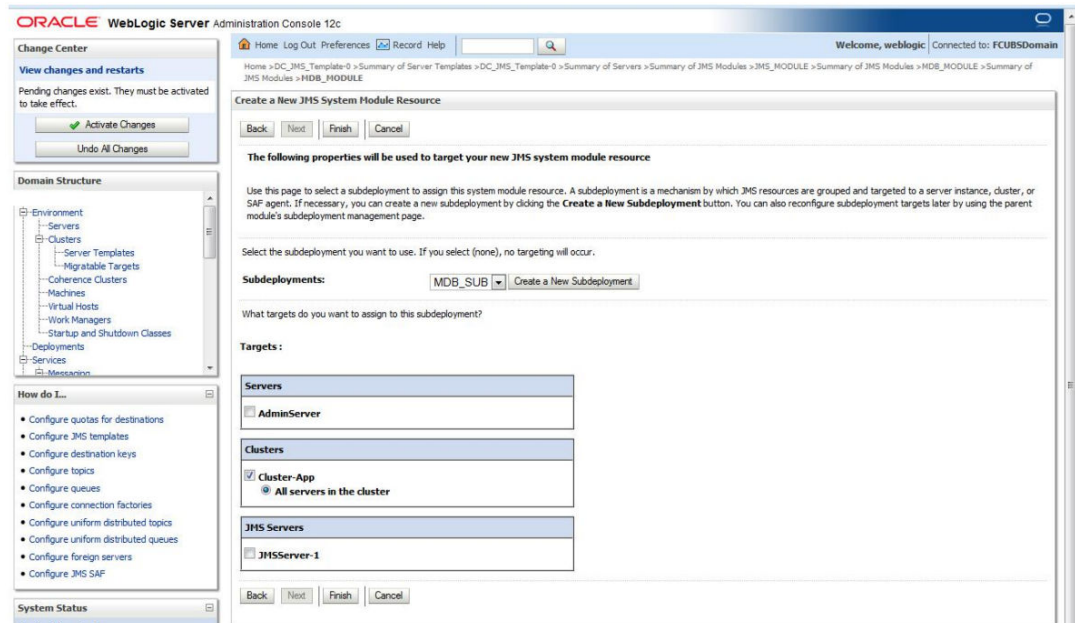 ORACLE WebLogic Server Administration Console 12c
Change Center
View changes and restarts
Pending changes exist. They must be activated
to take effect.
Activate Changes
Undo All Changes
Domain Structure
Environment
Servers
Clusters
Server Templates
Migratable Targets
Coherence Clusters
Machines
Virtual Hosts
Work Managers
Startup and Shutdown Classes
Deployments
Services
Messaging
How do I...
Configure quotas for destinations
Configure JMS templates
Configure destination keys
Configure topics
Configure queues
Configure connection factories
Configure uniform distributed topics
Configure uniform distributed queues
Configure foreign servers
Configure JMS SAF
System Status
Home Log Out Preferences Record Help
Welcome, weblogic Connected to: FCUBSDomain
Home >DC_JMS_Template-0 >Summary of Server Templates >DC_JMS_Template-0 >Summary of Servers >Summary of JMS Modules >JMS_MODULE >Summary of JMS Modules >MDB_MODULE >Summary of
JMS Modules >MDB_MODULE
Create a New JMS System Module Resource
Back Next Finish Cancel
The following properties will be used to target your new JMS system module resource
Use this page to select a subdeployment to assign this system module resource. A subdeployment is a mechanism by which JMS resources are grouped and targeted to a server instance, cluster, or
SAF agent. If necessary, you can create a new subdeployment by clicking the Create a New Subdeployment button. You can also reconfigure subdeployment targets later by using the parent
module's subdeployment management page.
Select the subdeployment you want to use. If you select (none), no targeting will occur.
Subdeployments: MDB_SUB Create a New Subdeployment
What targets do you want to assign to this subdeployment?
Targets :
Servers
AdminServer
Clusters
Cluster-App
All servers in the cluster
JMS Servers
JMSServer-1
Back Next Finish Cancel